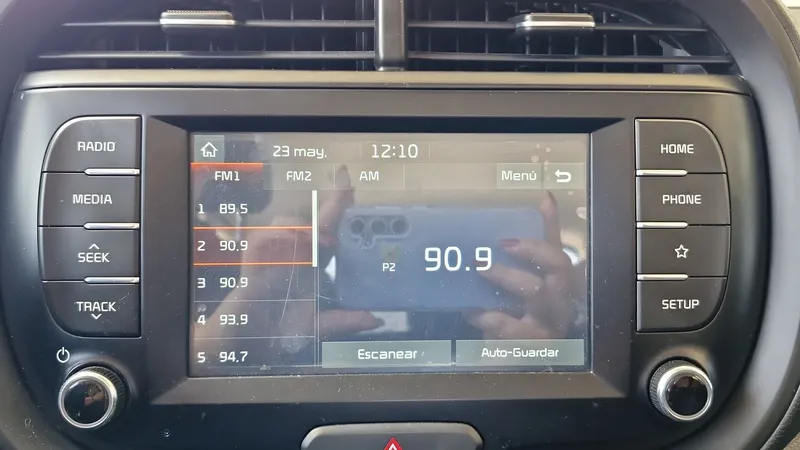 RADIO
MEDIA
SEEK
TRACK
23 may. 12:10
FM1 FM2 AM Menú
1 89.5
2 90.9
3 90.9
4 93.9
5 94.7
P2 90.9
Escanear Auto-Guardar
HOME
PHONE
SETUP